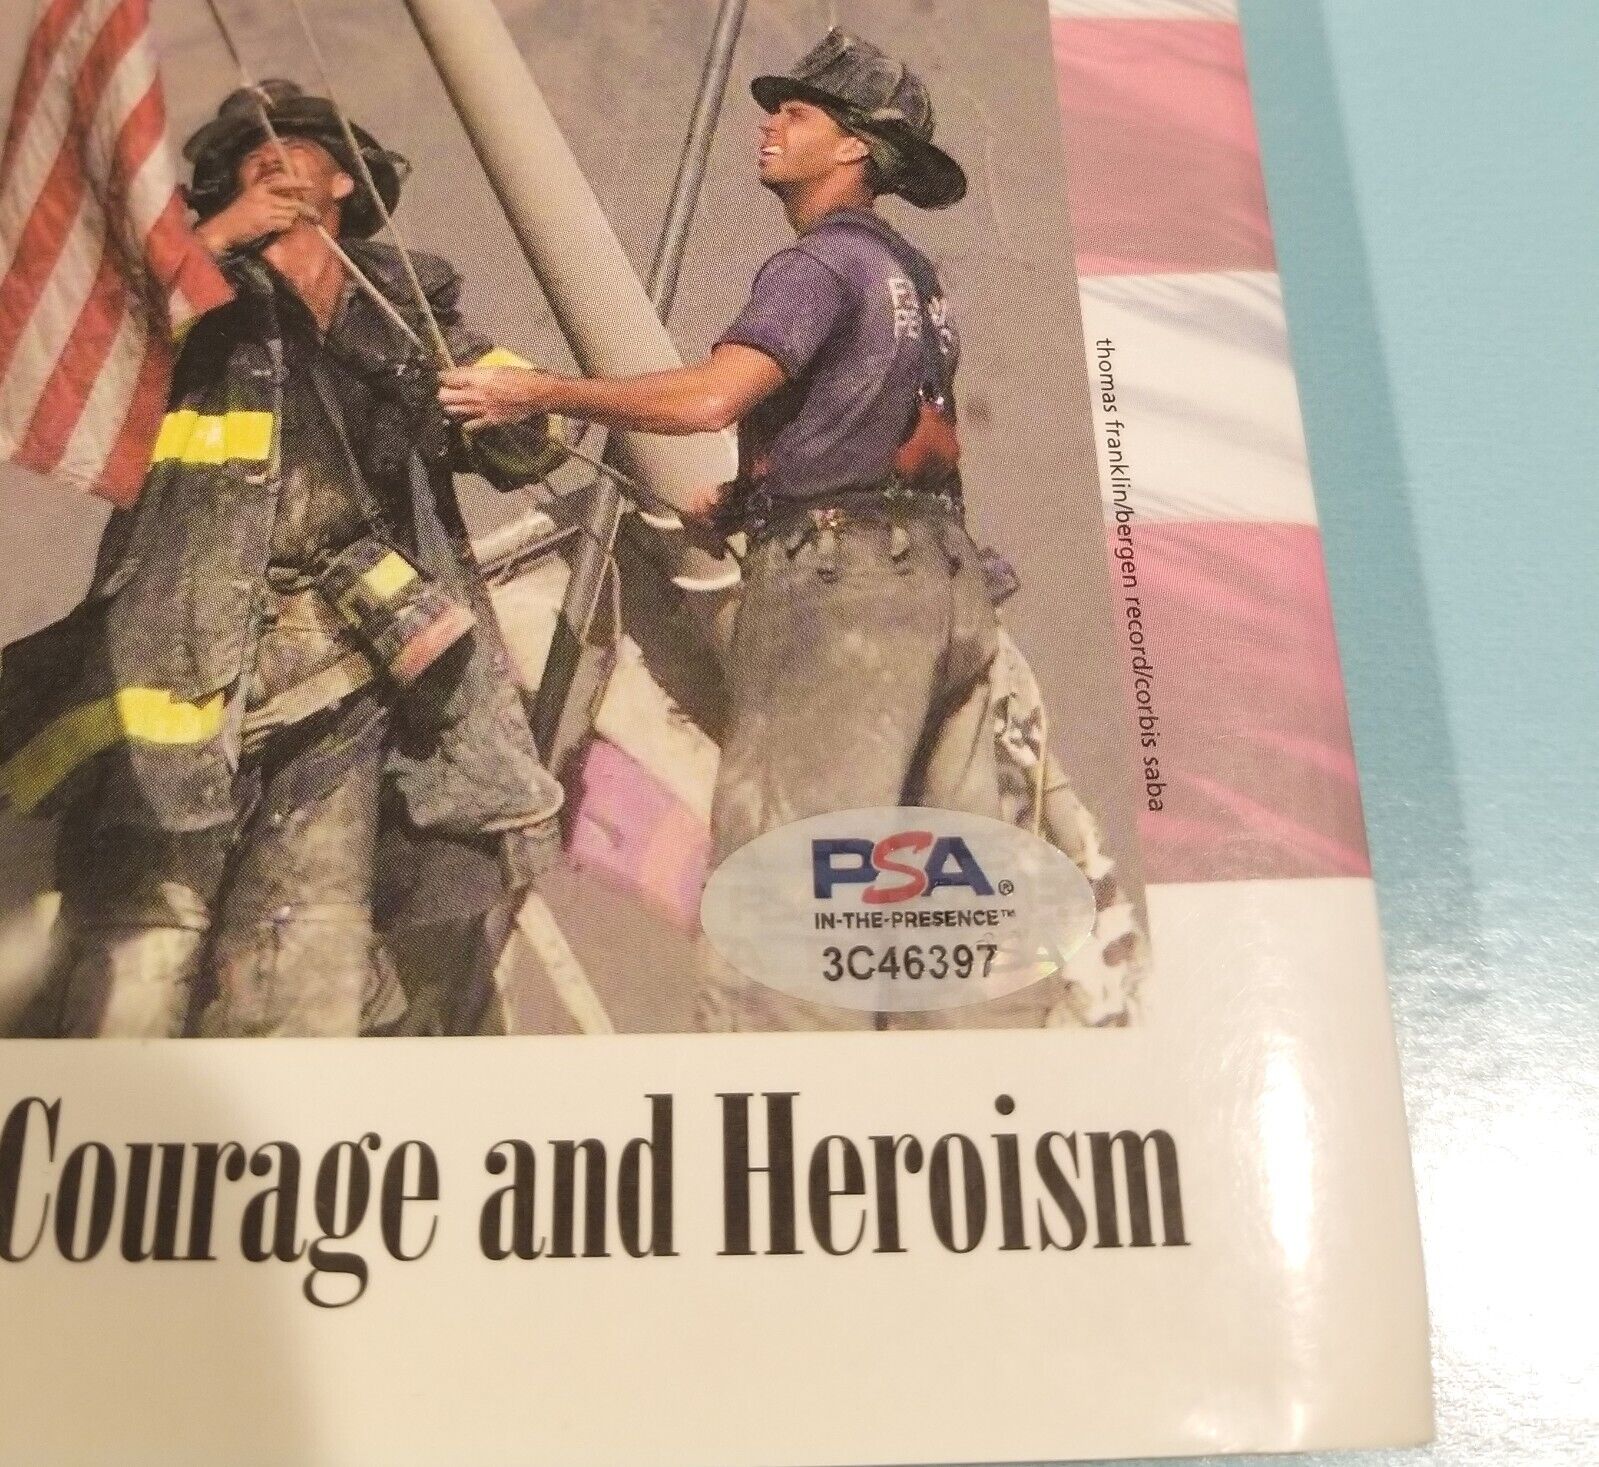 thomas franklin/bergen record/corbis saba
PSA®
IN-THE-PRESENCE™
3C46397
Courage and Heroism